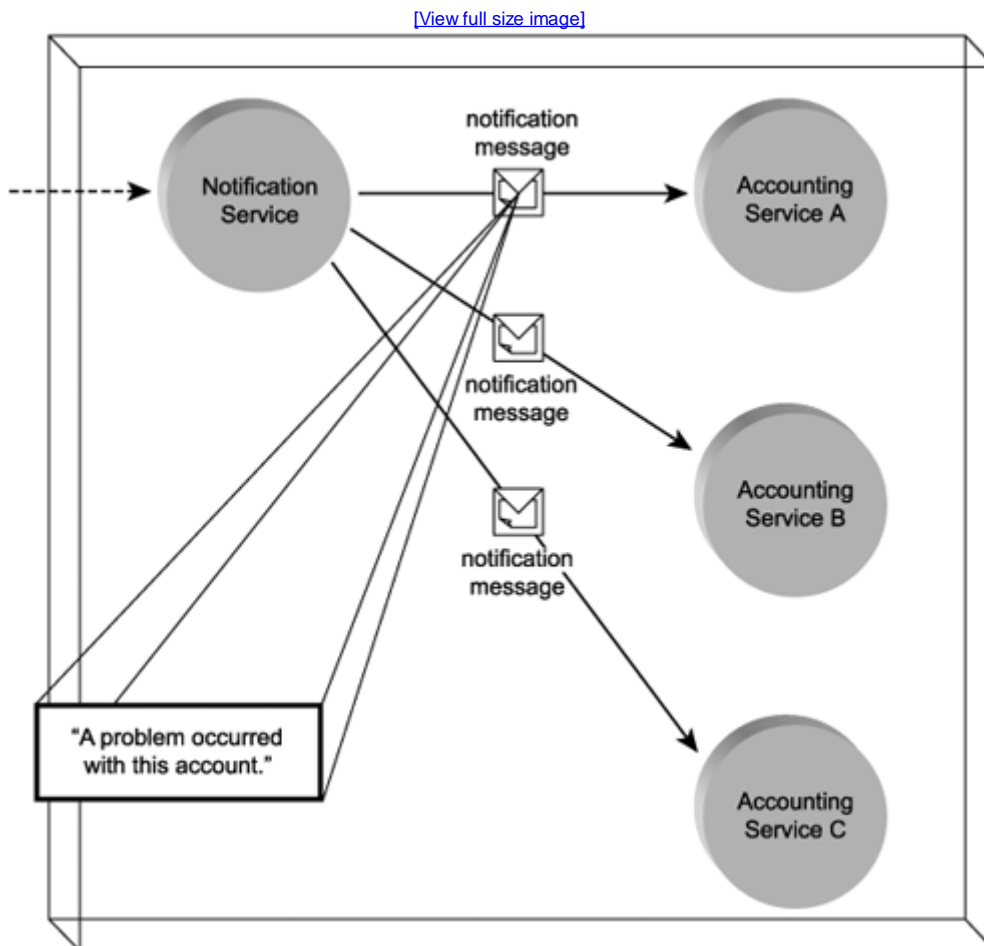 [View full size image]
notification
message
Notification
Service
Accounting
Service A
notification
message
Accounting
Service B
notification
message
"A problem occurred
with this account."
Accounting
Service C